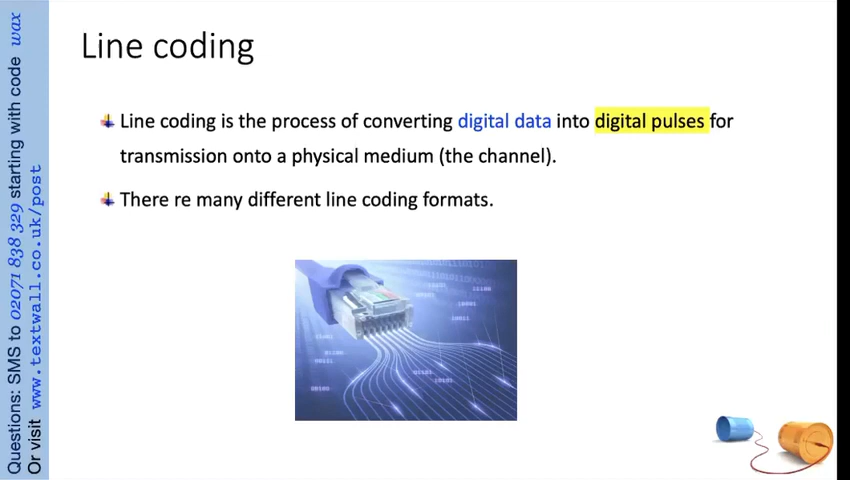 Line coding
Line coding is the process of converting digital data into digital pulses for
transmission onto a physical medium (the channel).
There re many different line coding formats.
Questions: SMS to 02071 838 329 starting with code wax
Or visit www.textwall.co.uk/post